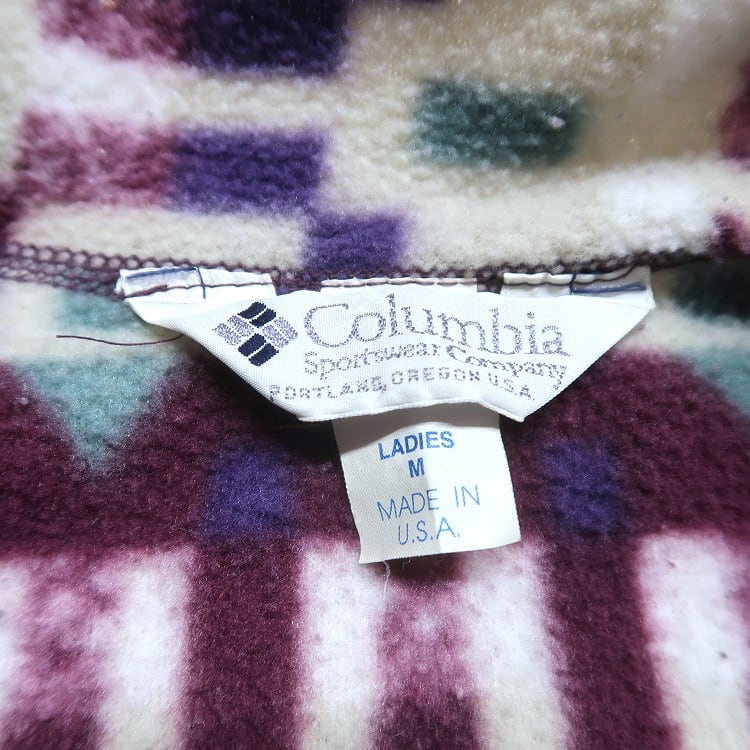 Columbia
Sportswear Company
PORTLAND, OREGON U.S.A.
LADIES
M
MADE IN
U.S.A.